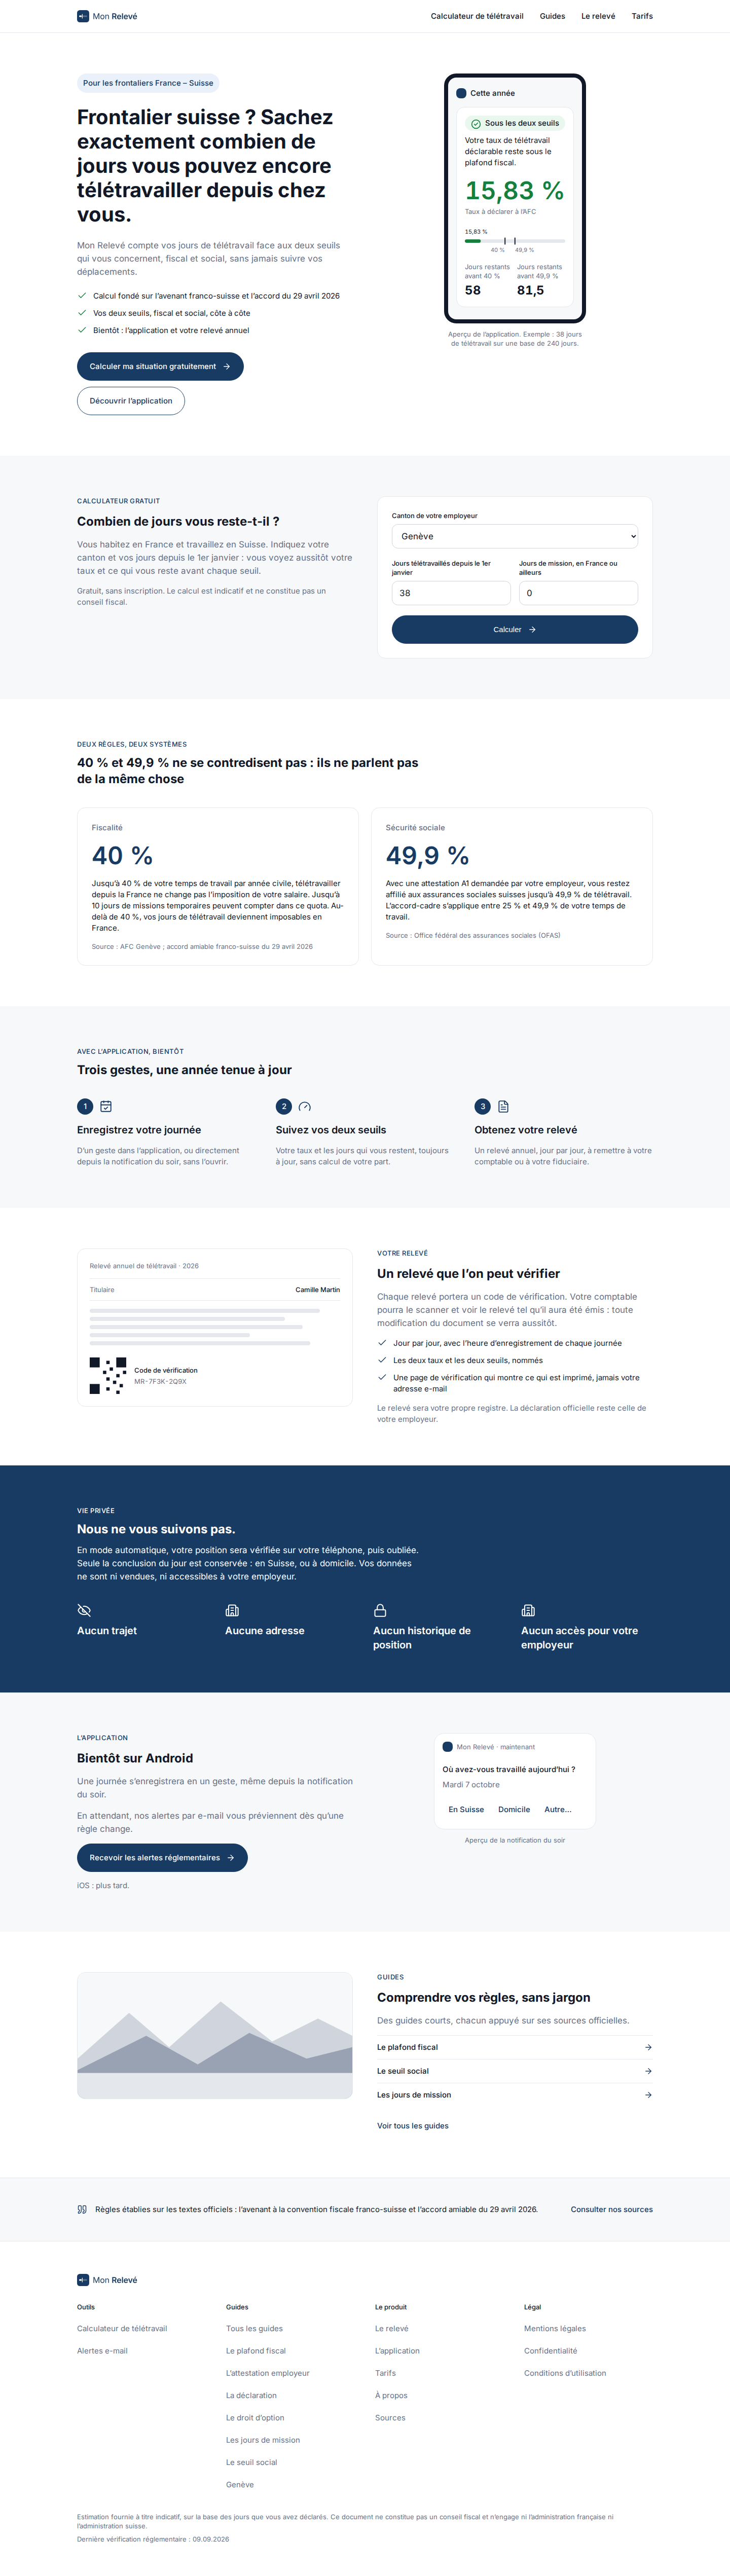 Mon Relevé
Calculateur de télétravail
Guides
Le relevé
Tarifs
Pour les frontaliers France – Suisse
Frontalier suisse ? Sachez
exactement combien de
jours vous pouvez encore
télétravailler depuis chez
vous.
Mon Relevé compte vos jours de télétravail face aux deux seuils
qui vous concernent, fiscal et social, sans jamais suivre vos
déplacements.
Calcul fondé sur l’avenant franco-suisse et l’accord du 29 avril 2026
Vos deux seuils, fiscal et social, côte à côte
Bientôt : l’application et votre relevé annuel
Calculer ma situation gratuitement
Découvrir l’application
Cette année
Sous les deux seuils
Votre taux de télétravail
déclarable reste sous le
plafond fiscal.
15,83 %
Taux à déclarer à l’AFC
15,83 %
40 %
49,9 %
Jours restants
avant 40 %
58
Jours restants
avant 49,9 %
81,5
Aperçu de l’application. Exemple : 38 jours
de télétravail sur une base de 240 jours.
CALCULATEUR GRATUIT
Combien de jours vous reste-t-il ?
Vous habitez en France et travaillez en Suisse. Indiquez votre
canton et vos jours depuis le 1er janvier : vous voyez aussitôt votre
taux et ce qui vous reste avant chaque seuil.
Gratuit, sans inscription. Le calcul est indicatif et ne constitue pas un
conseil fiscal.
Canton de votre employeur
Genève
Jours télétravaillés depuis le 1er
janvier
38
Jours de mission, en France ou
ailleurs
0
Calculer
DEUX RÈGLES, DEUX SYSTÈMES
40 % et 49,9 % ne se contredisent pas : ils ne parlent pas
de la même chose
Fiscalité
40 %
Jusqu’à 40 % de votre temps de travail par année civile, télétravailler
depuis la France ne change pas l’imposition de votre salaire. Jusqu’à
10 jours de missions temporaires peuvent compter dans ce quota. Au-
delà de 40 %, vos jours de télétravail deviennent imposables en
France.
Source : AFC Genève ; accord amiable franco-suisse du 29 avril 2026
Sécurité sociale
49,9 %
Avec une attestation A1 demandée par votre employeur, vous restez
affilié aux assurances sociales suisses jusqu’à 49,9 % de télétravail.
L’accord-cadre s’applique entre 25 % et 49,9 % de votre temps de
travail.
Source : Office fédéral des assurances sociales (OFAS)
AVEC L’APPLICATION, BIENTÔT
Trois gestes, une année tenue à jour
1
Enregistrez votre journée
D’un geste dans l’application, ou directement
depuis la notification du soir, sans l’ouvrir.
2
Suivez vos deux seuils
Votre taux et les jours qui vous restent, toujours
à jour, sans calcul de votre part.
3
Obtenez votre relevé
Un relevé annuel, jour par jour, à remettre à votre
comptable ou à votre fiduciaire.
Relevé annuel de télétravail · 2026
Titulaire
Camille Martin
Code de vérification
MR-7F3K-2Q9X
VOTRE RELEVÉ
Un relevé que l’on peut vérifier
Chaque relevé portera un code de vérification. Votre comptable
pourra le scanner et voir le relevé tel qu’il aura été émis : toute
modification du document se verra aussitôt.
Jour par jour, avec l’heure d’enregistrement de chaque journée
Les deux taux et les deux seuils, nommés
Une page de vérification qui montre ce qui est imprimé, jamais votre
adresse e-mail
Le relevé sera votre propre registre. La déclaration officielle reste celle de
votre employeur.
VIE PRIVÉE
Nous ne vous suivons pas.
En mode automatique, votre position sera vérifiée sur votre téléphone, puis oubliée.
Seule la conclusion du jour est conservée : en Suisse, ou à domicile. Vos données
ne sont ni vendues, ni accessibles à votre employeur.
Aucun trajet
Aucune adresse
Aucun historique de
position
Aucun accès pour votre
employeur
L’APPLICATION
Bientôt sur Android
Une journée s’enregistrera en un geste, même depuis la notification
du soir.
En attendant, nos alertes par e-mail vous préviennent dès qu’une
règle change.
Recevoir les alertes réglementaires
iOS : plus tard.
Mon Relevé · maintenant
Où avez-vous travaillé aujourd’hui ?
Mardi 7 octobre
En Suisse
Domicile
Autre…
Aperçu de la notification du soir
GUIDES
Comprendre vos règles, sans jargon
Des guides courts, chacun appuyé sur ses sources officielles.
Le plafond fiscal
Le seuil social
Les jours de mission
Voir tous les guides
Règles établies sur les textes officiels : l’avenant à la convention fiscale franco-suisse et l’accord amiable du 29 avril 2026.
Consulter nos sources
Mon Relevé
Outils
Calculateur de télétravail
Alertes e-mail
Guides
Tous les guides
Le plafond fiscal
L’attestation employeur
La déclaration
Le droit d’option
Les jours de mission
Le seuil social
Genève
Le produit
Le relevé
L’application
Tarifs
À propos
Sources
Légal
Mentions légales
Confidentialité
Conditions d’utilisation
Estimation fournie à titre indicatif, sur la base des jours que vous avez déclarés. Ce document ne constitue pas un conseil fiscal et n’engage ni l’administration française ni
l’administration suisse.
Dernière vérification réglementaire : 09.09.2026